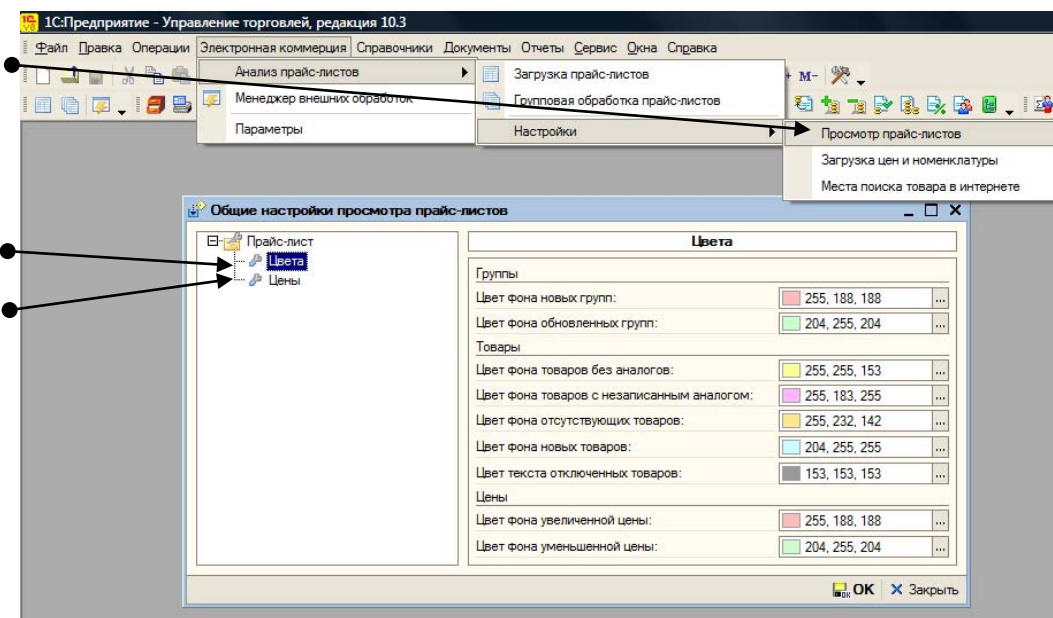 1С:Предприятие - Управление торговлей, редакция 10.3
Файл Правка Операции Электронная коммерция Справочники Документы Отчеты Сервис Окна Справка
Анализ прайс-листов
Менеджер внешних обработок
Параметры
Загрузка прайс-листов
Групповая обработка прайс-листов
Настройки
M-
Просмотр прайс-листов
Загрузка цен и номенклатуры
Места поиска товара в интернете
Общие настройки просмотра прайс-листов
Прайс-лист
Цвета
Цены
Цвета
Группы
Цвет фона новых групп: 255, 188, 188 ...
Цвет фона обновленных групп: 204, 255, 204 ...
Товары
Цвет фона товаров без аналогов: 255, 255, 153 ...
Цвет фона товаров с незаписанным аналогом: 255, 183, 255 ...
Цвет фона отсутствующих товаров: 255, 232, 142 ...
Цвет фона новых товаров: 204, 255, 255 ...
Цвет текста отключенных товаров: 153, 153, 153 ...
Цены
Цвет фона увеличенной цены: 255, 188, 188 ...
Цвет фона уменьшенной цены: 204, 255, 204 ...
OK Закрыть